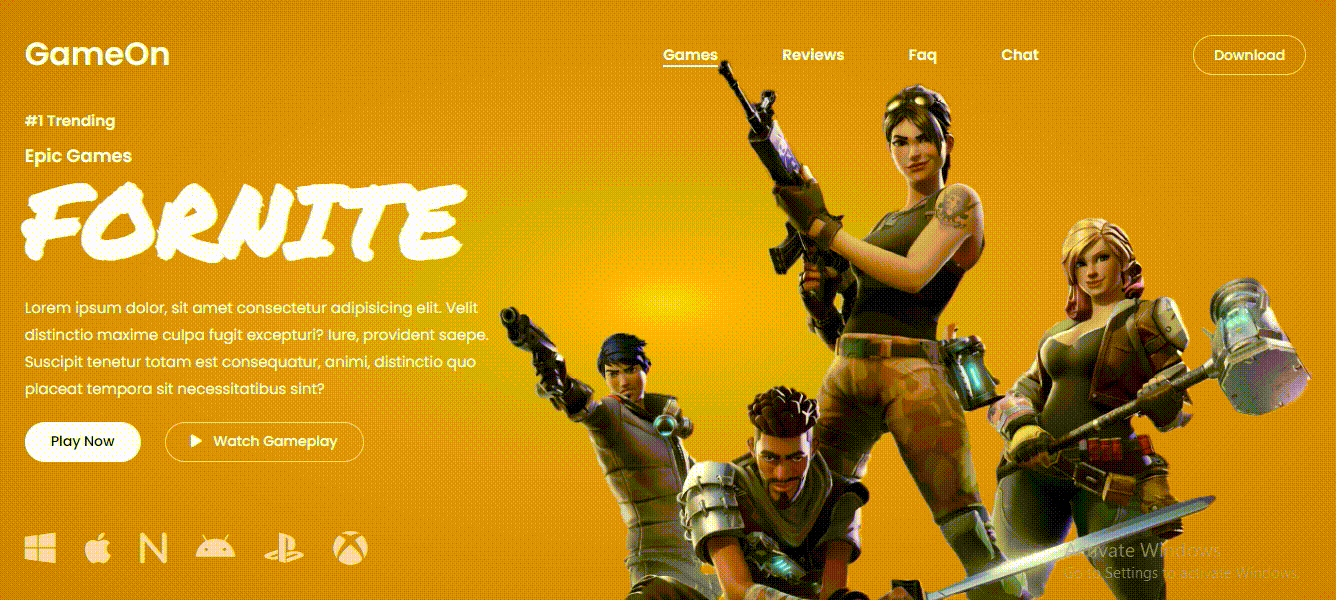 GameOn
Games Reviews Faq Chat Download
#1 Trending
Epic Games
FORNITE
Lorem ipsum dolor, sit amet consectetur adipisicing elit. Velit
distinctio maxime culpa fugit excepturi? Iure, provident saepe.
Suscipit tenetur totam est consequatur, animi, distinctio quo
placeat tempora sit necessitatibus sint?
Play Now Watch Gameplay
Activate Windows
Go to Settings to activate Windows.